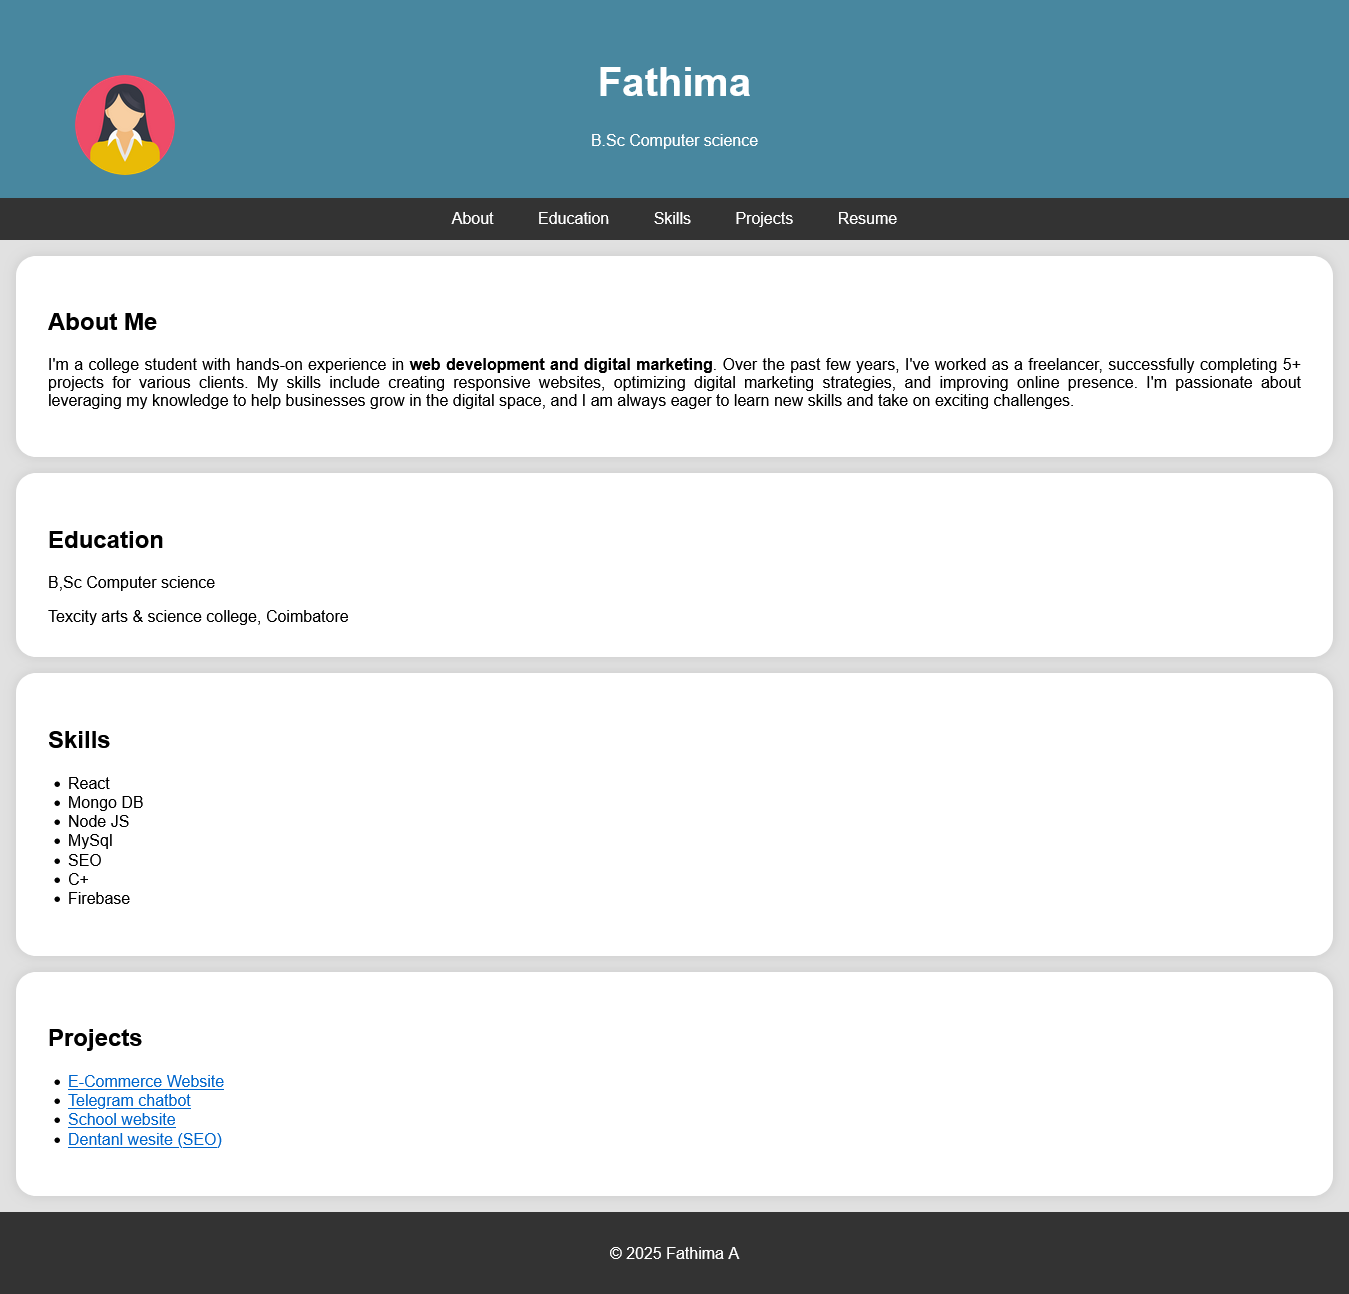 Fathima
B.Sc Computer science
About Education Skills Projects Resume
About Me
I'm a college student with hands-on experience in web development and digital marketing. Over the past few years, I've worked as a freelancer, successfully completing 5+
projects for various clients. My skills include creating responsive websites, optimizing digital marketing strategies, and improving online presence. I'm passionate about
leveraging my knowledge to help businesses grow in the digital space, and I am always eager to learn new skills and take on exciting challenges.
Education
B,Sc Computer science
Texcity arts & science college, Coimbatore
Skills
• React
• Mongo DB
• Node JS
• MySql
• SEO
• C+
• Firebase
Projects
• E-Commerce Website
• Telegram chatbot
• School website
• Dentanl wesite (SEO)
© 2025 Fathima A